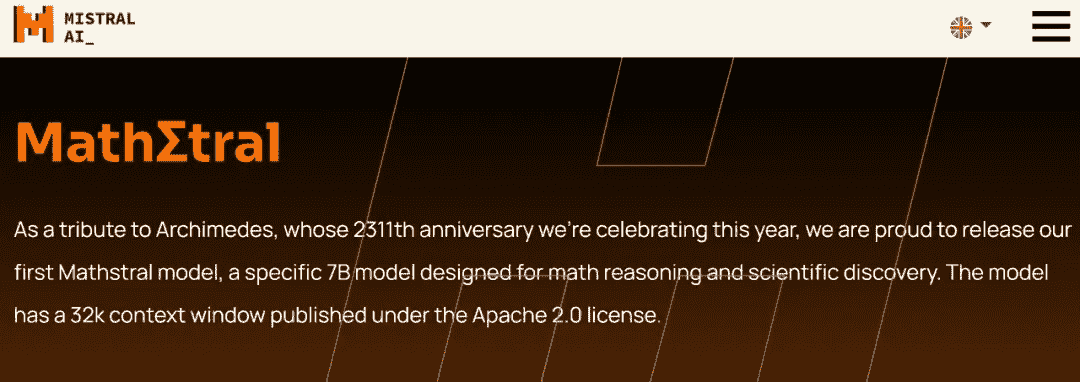 MISTRAL
AI_
MathΣtral
As a tribute to Archimedes, whose 2311th anniversary we're celebrating this year, we are proud to release our
first Mathstral model, a specific 7B model designed for math reasoning and scientific discovery. The model
has a 32k context window published under the Apache 2.0 license.